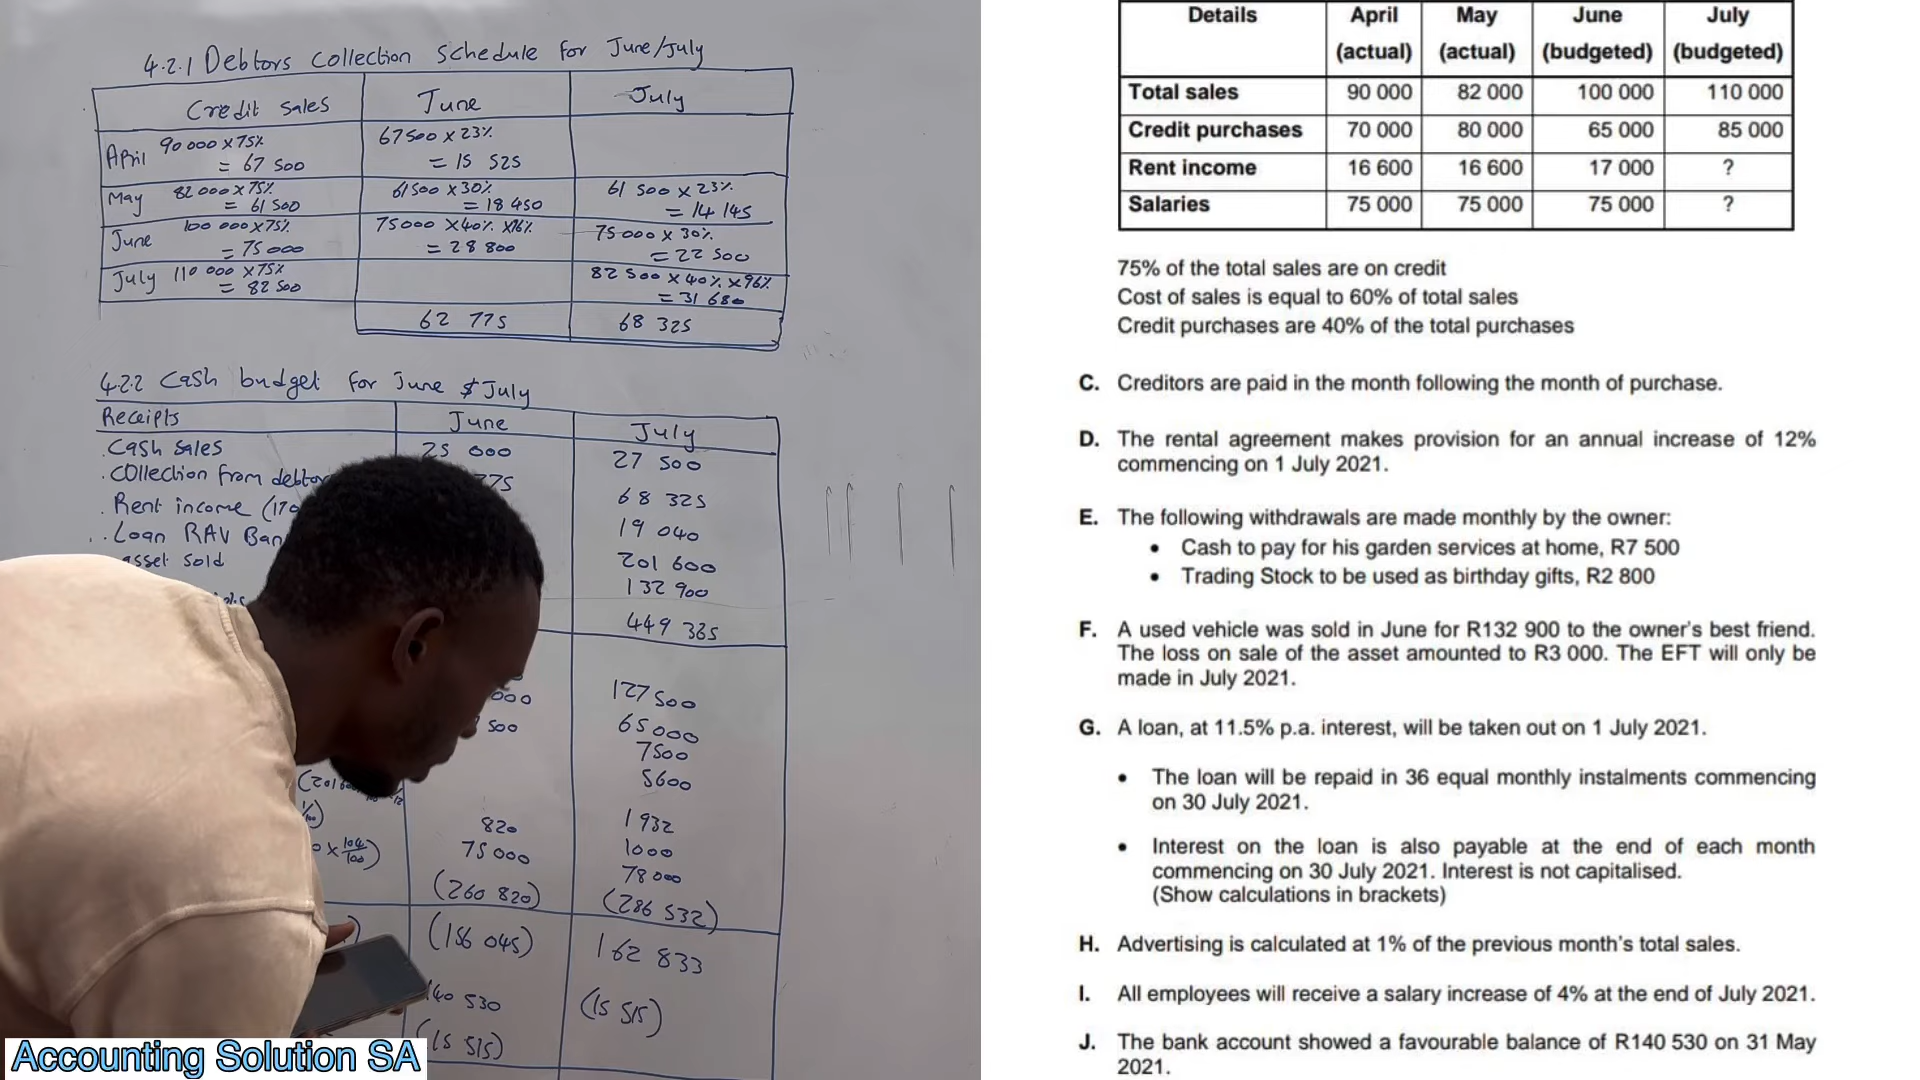 4.2.1 Debtors collection schedule for June/July
Credit sales June July
April 90 000 x 75% 67500 x 23%
= 67 500 = 15 525
May 82 000 x 75% 61500 x 30% 61 500 x 23%
= 61 500 = 18 450 = 14 145
June 100 000 x 75% 75000 x 40% x 96% 75 000 x 30%
= 75 000 = 28 800 = 22 500
July 110 000 x 75% 82 500 x 40% x 96%
= 82 500 = 31 680
62 775 68 325
4.2.2 Cash budget for June & July
Receipts June July
Cash sales 25 000 27 500
Collection from debtor 775 68 325
Rent income (170 19 040
Loan RAV Ban 201 600
asset sold 132 900
449 365
000 127 500
500 65 000
7500
5600
820 1 932
75 000 1000
78 000
(260 820) (286 532)
(156 045) 162 833
140 530 (15 515)
(15 515)
Accounting Solution SA
Details April May June July
(actual) (actual) (budgeted) (budgeted)
Total sales 90 000 82 000 100 000 110 000
Credit purchases 70 000 80 000 65 000 85 000
Rent income 16 600 16 600 17 000 ?
Salaries 75 000 75 000 75 000 ?
75% of the total sales are on credit
Cost of sales is equal to 60% of total sales
Credit purchases are 40% of the total purchases
C. Creditors are paid in the month following the month of purchase.
D. The rental agreement makes provision for an annual increase of 12%
commencing on 1 July 2021.
E. The following withdrawals are made monthly by the owner:
• Cash to pay for his garden services at home, R7 500
• Trading Stock to be used as birthday gifts, R2 800
F. A used vehicle was sold in June for R132 900 to the owner's best friend.
The loss on sale of the asset amounted to R3 000. The EFT will only be
made in July 2021.
G. A loan, at 11.5% p.a. interest, will be taken out on 1 July 2021.
• The loan will be repaid in 36 equal monthly instalments commencing
on 30 July 2021.
• Interest on the loan is also payable at the end of each month
commencing on 30 July 2021. Interest is not capitalised.
(Show calculations in brackets)
H. Advertising is calculated at 1% of the previous month's total sales.
I. All employees will receive a salary increase of 4% at the end of July 2021.
J. The bank account showed a favourable balance of R140 530 on 31 May
2021.